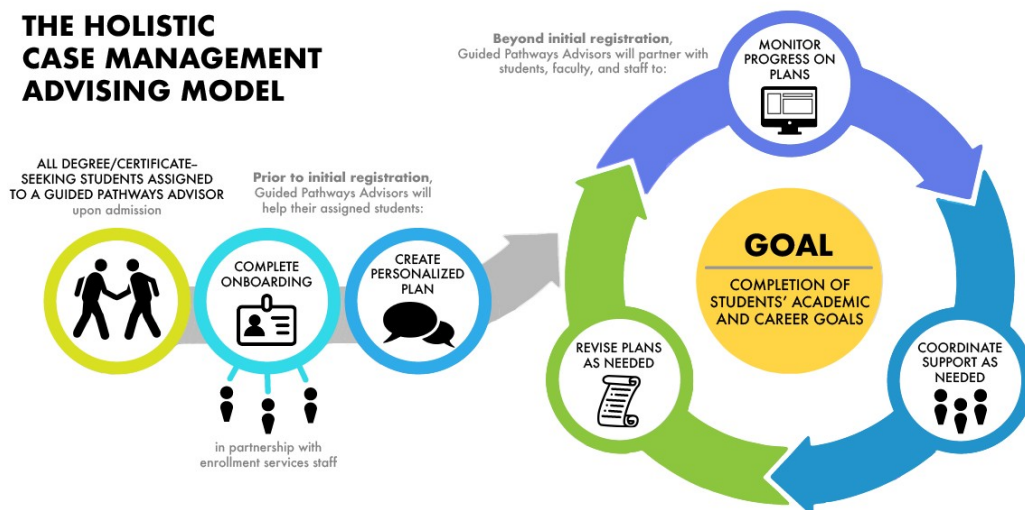 THE HOLISTIC
CASE MANAGEMENT
ADVISING MODEL
ALL DEGREE/CERTIFICATE–
SEEKING STUDENTS ASSIGNED
TO A GUIDED PATHWAYS ADVISOR
upon admission
Prior to initial registration,
Guided Pathways Advisors will
help their assigned students:
COMPLETE
ONBOARDING
in partnership with
enrollment services staff
CREATE
PERSONALIZED
PLAN
Beyond initial registration,
Guided Pathways Advisors will partner with
students, faculty, and staff to:
MONITOR
PROGRESS ON
PLANS
COORDINATE
SUPPORT AS
NEEDED
REVISE PLANS
AS NEEDED
GOAL
COMPLETION OF
STUDENTS’ ACADEMIC
AND CAREER GOALS